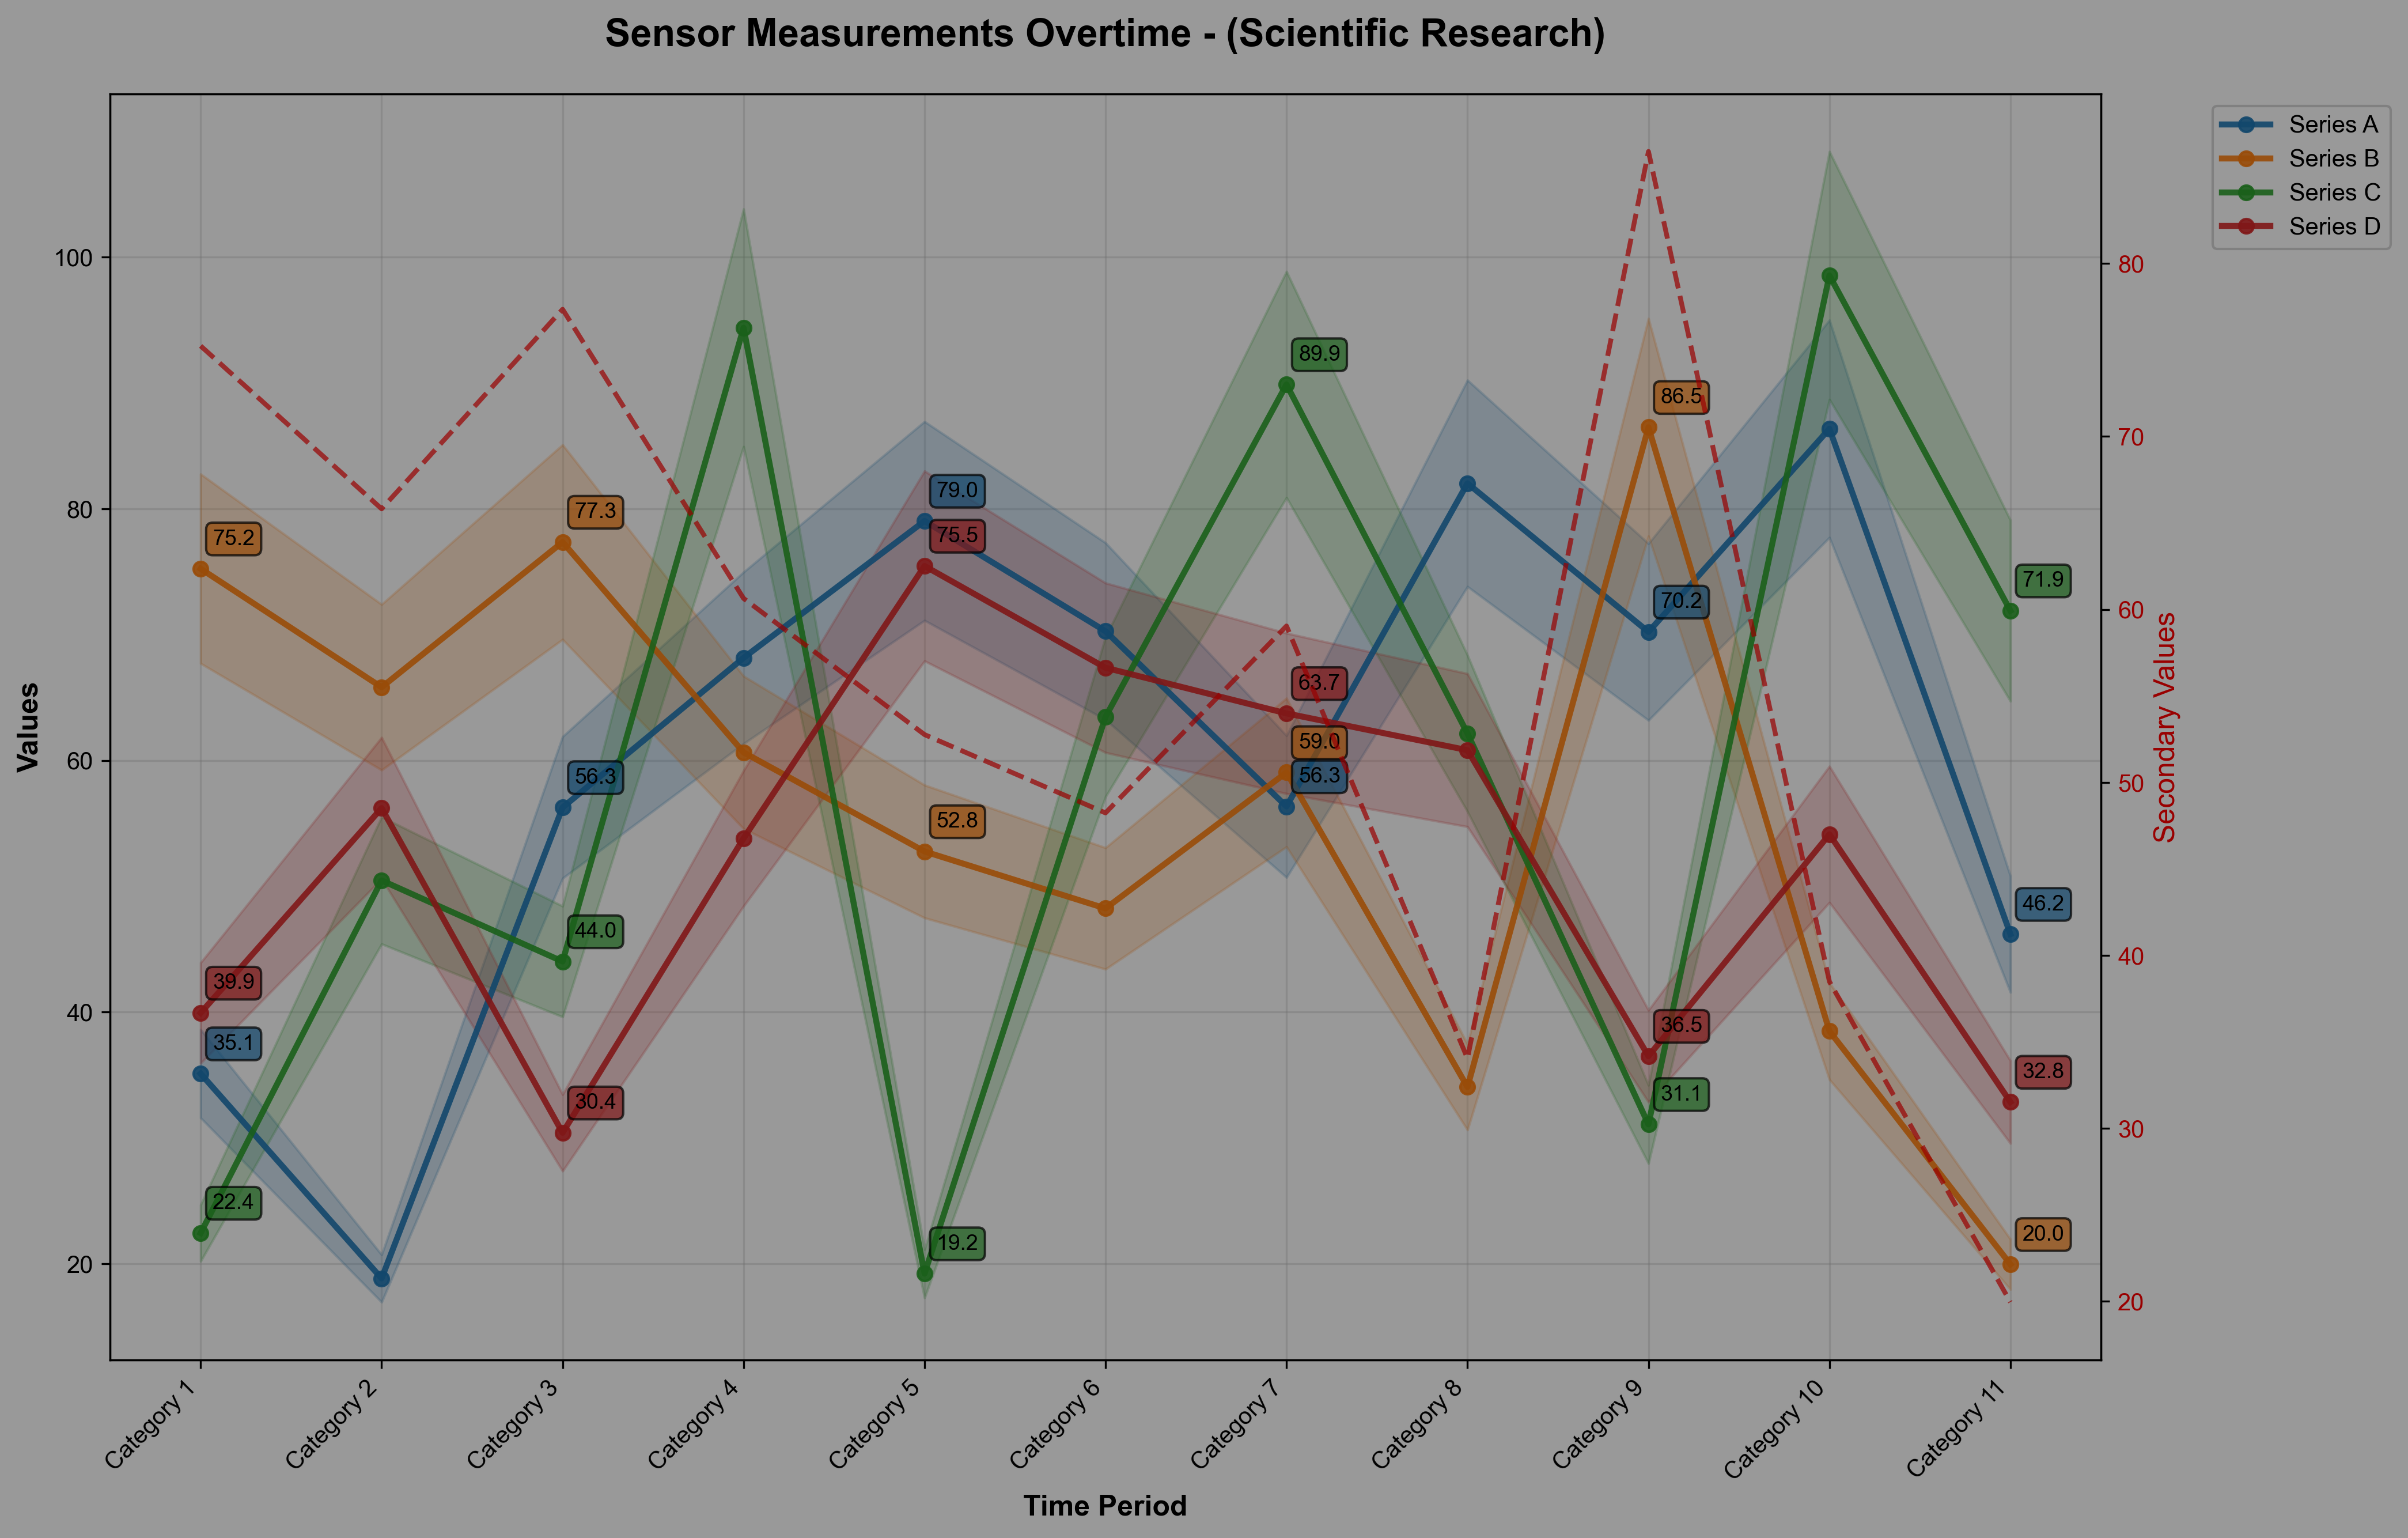 Sensor Measurements Overtime - (Scientific Research)
Series A
Series B
Series C
Series D
Values
100
80
60
40
20
80
70
60
50
40
30
20
Secondary Values
75.2
39.9
35.1
22.4
77.3
56.3
44.0
30.4
79.0
75.5
52.8
19.2
89.9
63.7
59.0
56.3
86.5
70.2
36.5
31.1
71.9
46.2
32.8
20.0
Category 1
Category 2
Category 3
Category 4
Category 5
Category 6
Category 7
Category 8
Category 9
Category 10
Category 11
Time Period